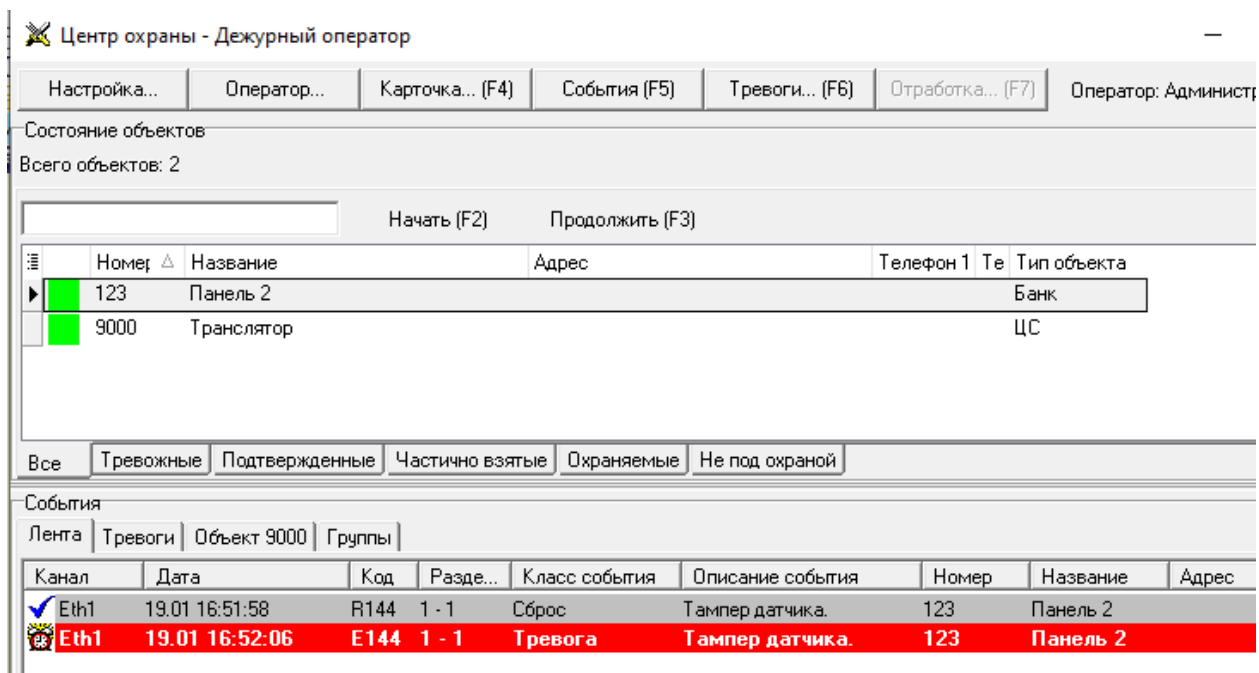 Центр охраны - Дежурный оператор
Настройка... Оператор... Карточка... (F4) События (F5) Тревоги... (F6) Отработка... (F7) Оператор: Администр
Состояние объектов
Всего объектов: 2
Начать (F2) Продолжить (F3)
Номер Название Адрес Телефон 1 Те Тип объекта
123 Панель 2 Банк
9000 Транслятор ЦС
Все Тревожные Подтвержденные Частично взятые Охраняемые Не под охраной
События
Лента Тревоги Объект 9000 Группы
Канал Дата Код Разде... Класс события Описание события Номер Название Адрес
Eth1 19.01 16:51:58 R144 1 - 1 Сброс Тампер датчика. 123 Панель 2
Eth1 19.01 16:52:06 E144 1 - 1 Тревога Тампер датчика. 123 Панель 2